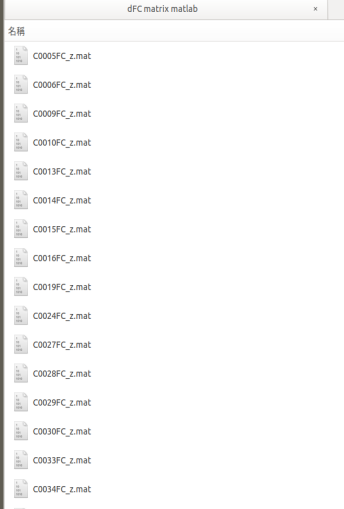 dFC matrix matlab ×
名稱
C0005FC_z.mat
C0006FC_z.mat
C0009FC_z.mat
C0010FC_z.mat
C0013FC_z.mat
C0014FC_z.mat
C0015FC_z.mat
C0016FC_z.mat
C0019FC_z.mat
C0024FC_z.mat
C0027FC_z.mat
C0028FC_z.mat
C0029FC_z.mat
C0030FC_z.mat
C0033FC_z.mat
C0034FC_z.mat